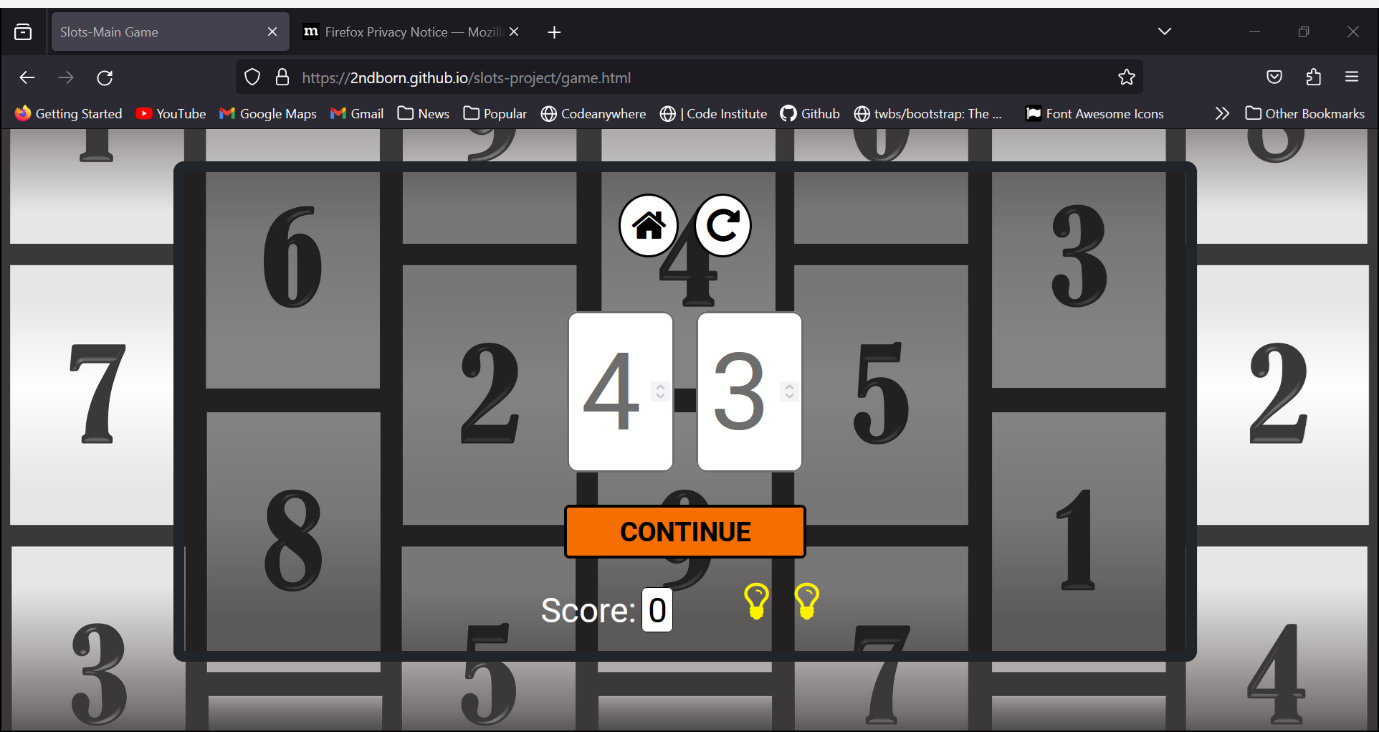 Slots-Main Game
m Firefox Privacy Notice — Mozill
https://2ndborn.github.io/slots-project/game.html
Getting Started YouTube Google Maps Gmail News Popular Codeanywhere | Code Institute Github twbs/bootstrap: The ... Font Awesome Icons Other Bookmarks
1 9 6 8
6 4 3
7 2 4 3 5 2
8 9 1
CONTINUE
Score: 0
3 5 7 4